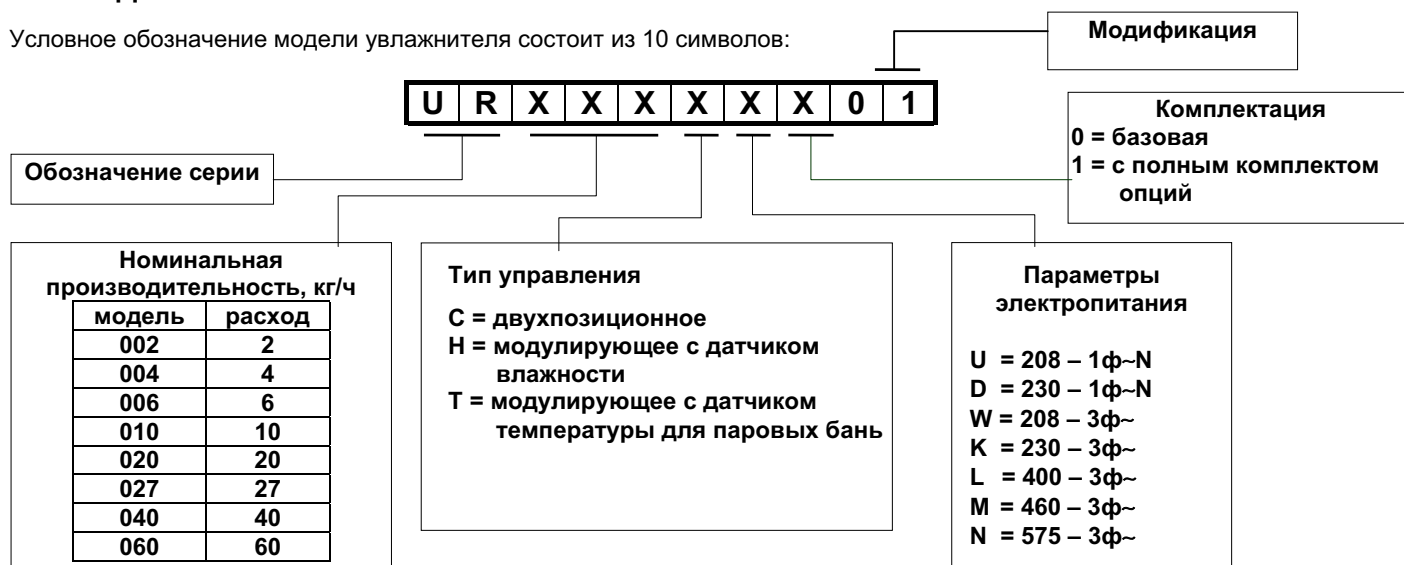 Условное обозначение модели увлажнителя состоит из 10 символов:
Модификация
U R X X X X X X 0 1
Комплектация
0 = базовая
1 = с полным комплектом
опций
Обозначение серии
Номинальная
производительность, кг/ч
модель расход
002 2
004 4
006 6
010 10
020 20
027 27
040 40
060 60
Тип управления
C = двухпозиционное
H = модулирующее с датчиком
влажности
T = модулирующее с датчиком
температуры для паровых бань
Параметры
электропитания
U = 208 – 1ф~N
D = 230 – 1ф~N
W = 208 – 3ф~
K = 230 – 3ф~
L = 400 – 3ф~
M = 460 – 3ф~
N = 575 – 3ф~